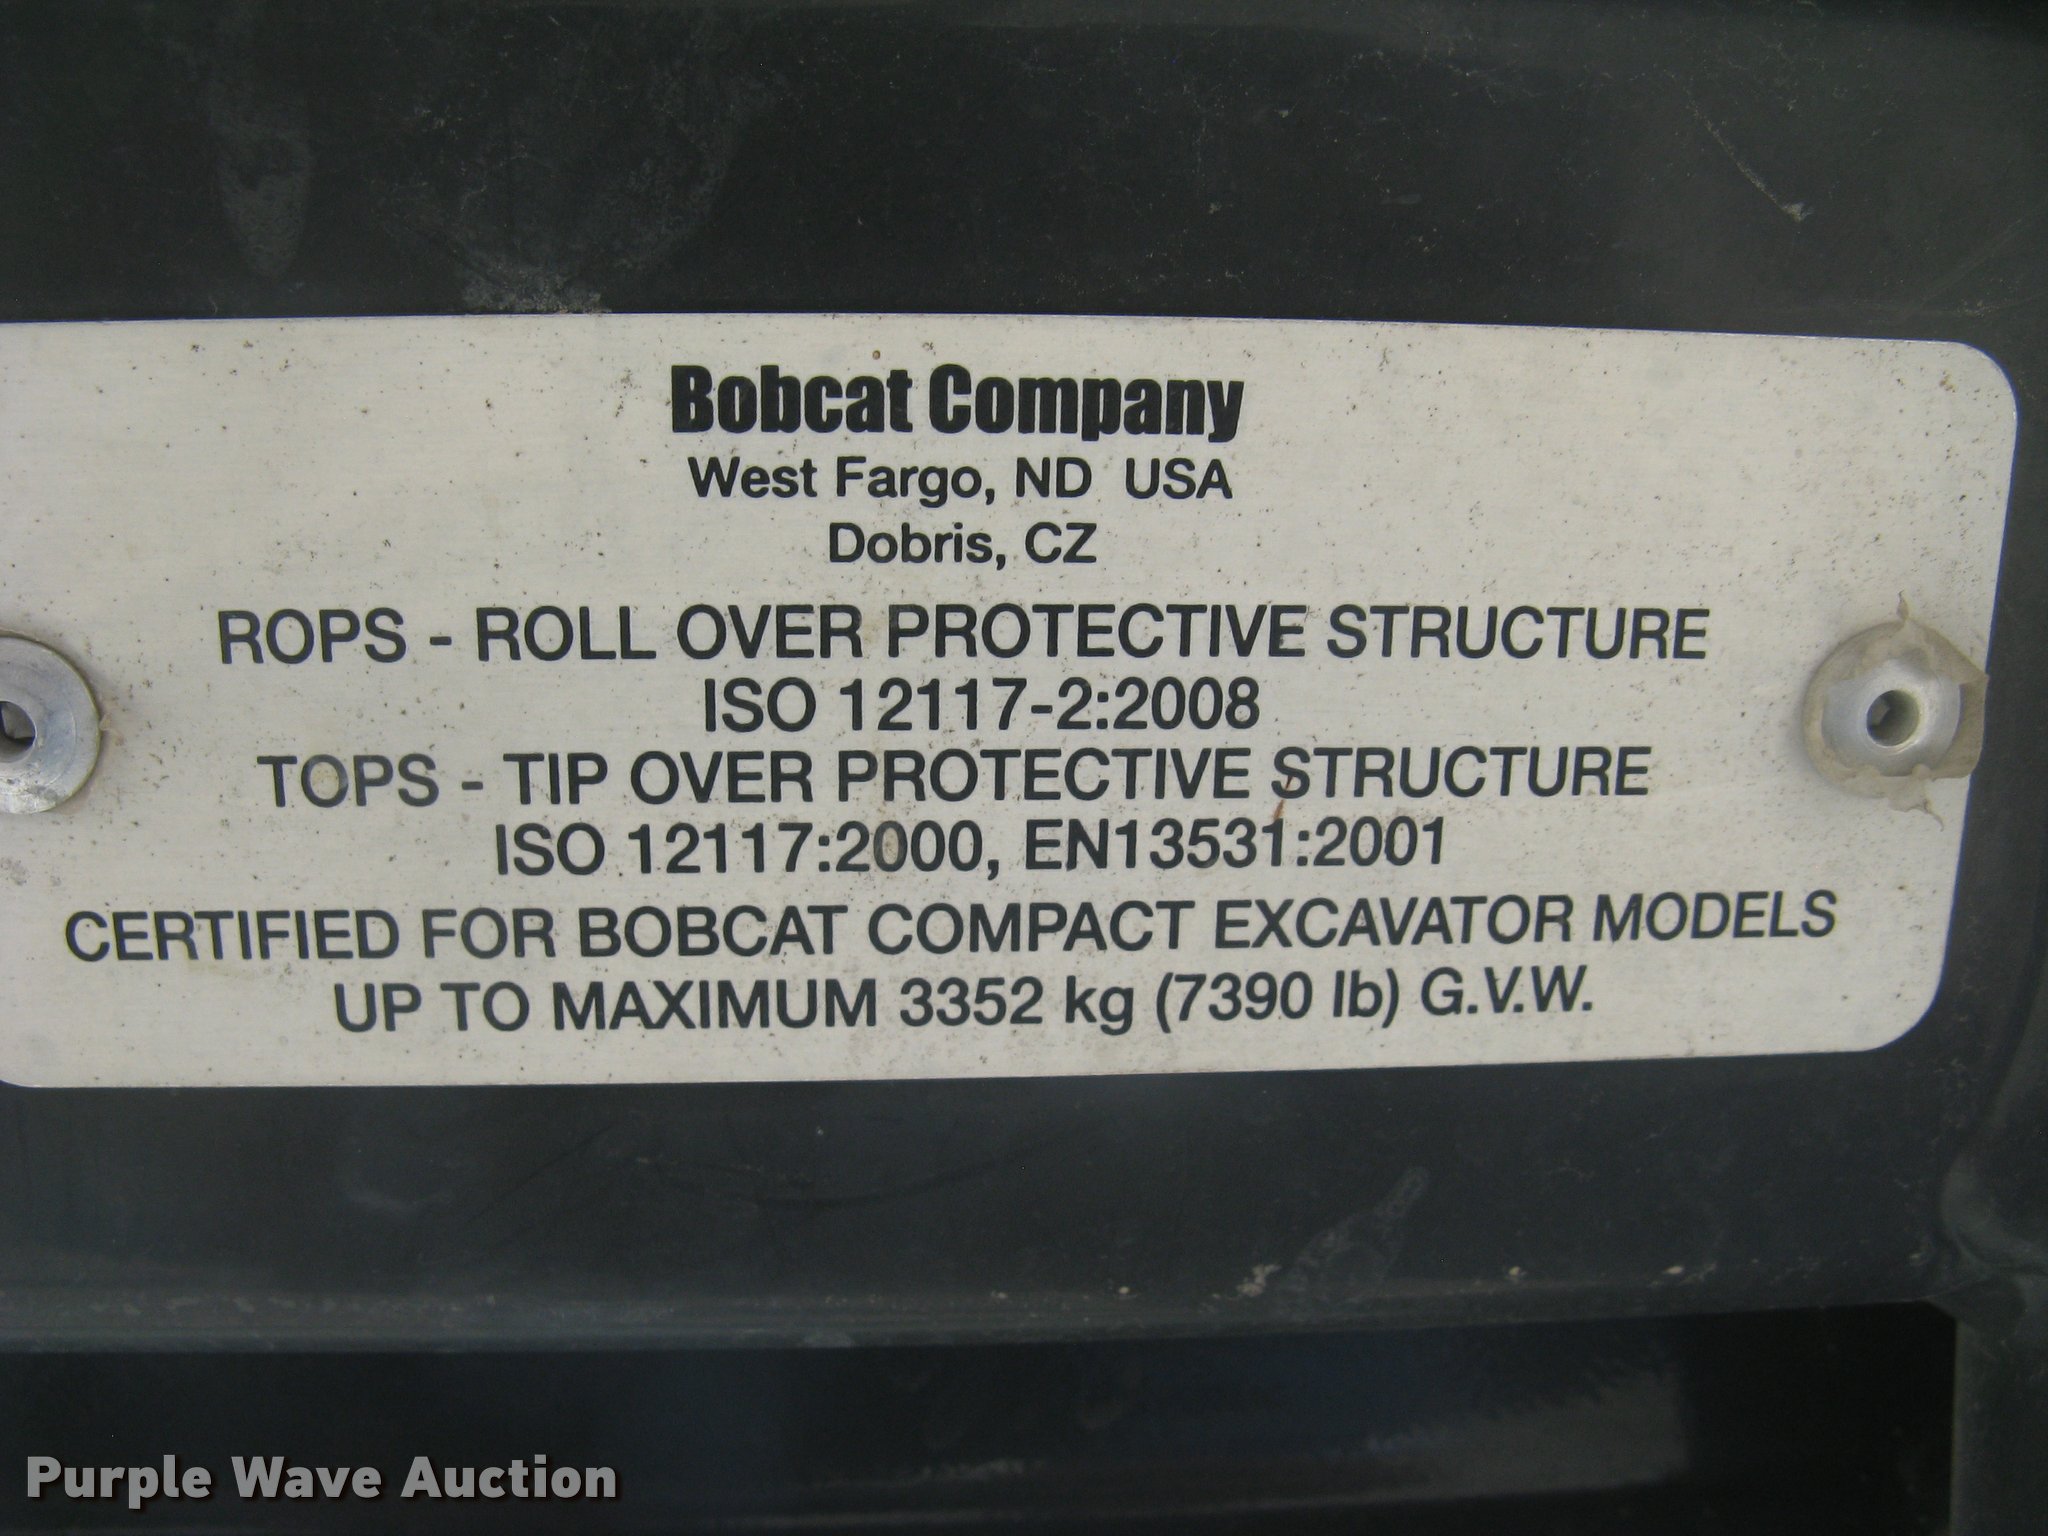 Bobcat Company
West Fargo, ND USA
Dobris, CZ
ROPS - ROLL OVER PROTECTIVE STRUCTURE
ISO 12117-2:2008
TOPS - TIP OVER PROTECTIVE STRUCTURE
ISO 12117:2000, EN13531:2001
CERTIFIED FOR BOBCAT COMPACT EXCAVATOR MODELS
UP TO MAXIMUM 3352 kg (7390 lb) G.V.W.
Purple Wave Auction